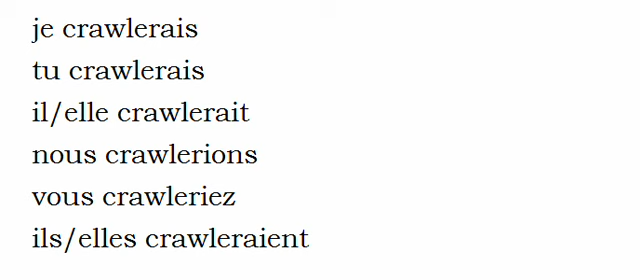 je crawlerais
tu crawlerais
il/elle crawlerait
nous crawlerions
vous crawleriez
ils/elles crawleraient